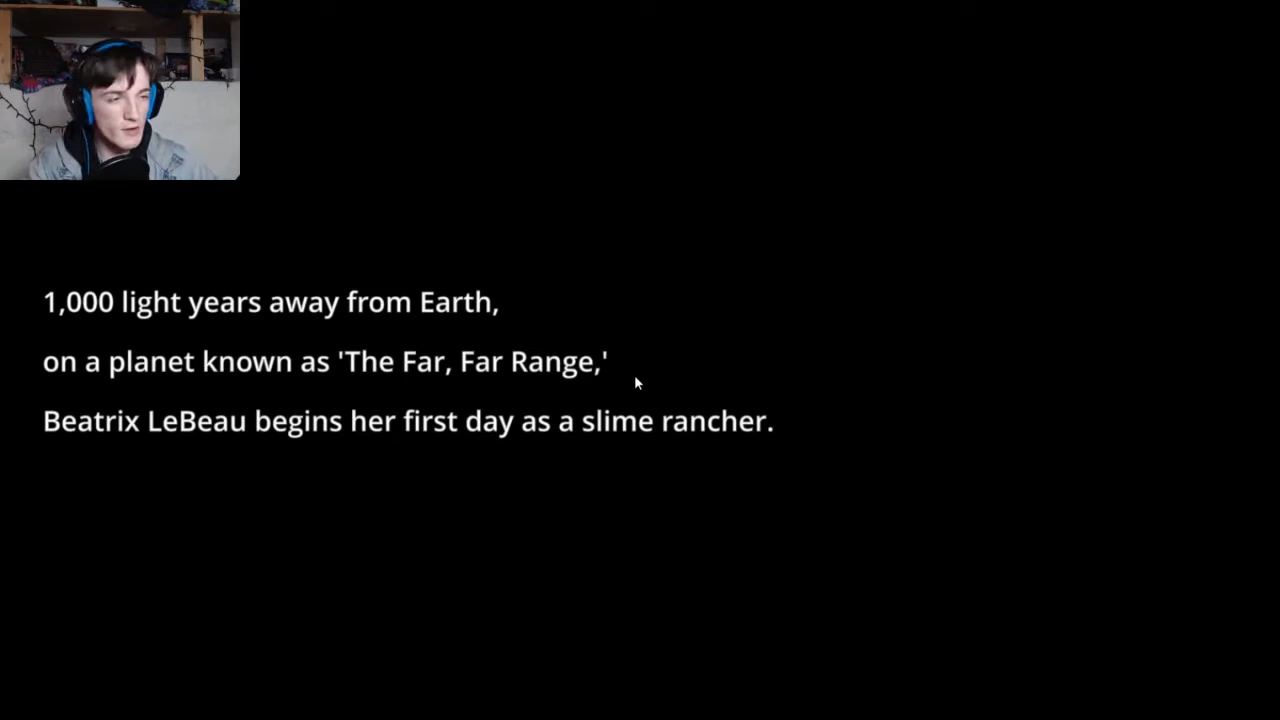 1,000 light years away from Earth,
on a planet known as 'The Far, Far Range,'
Beatrix LeBeau begins her first day as a slime rancher.